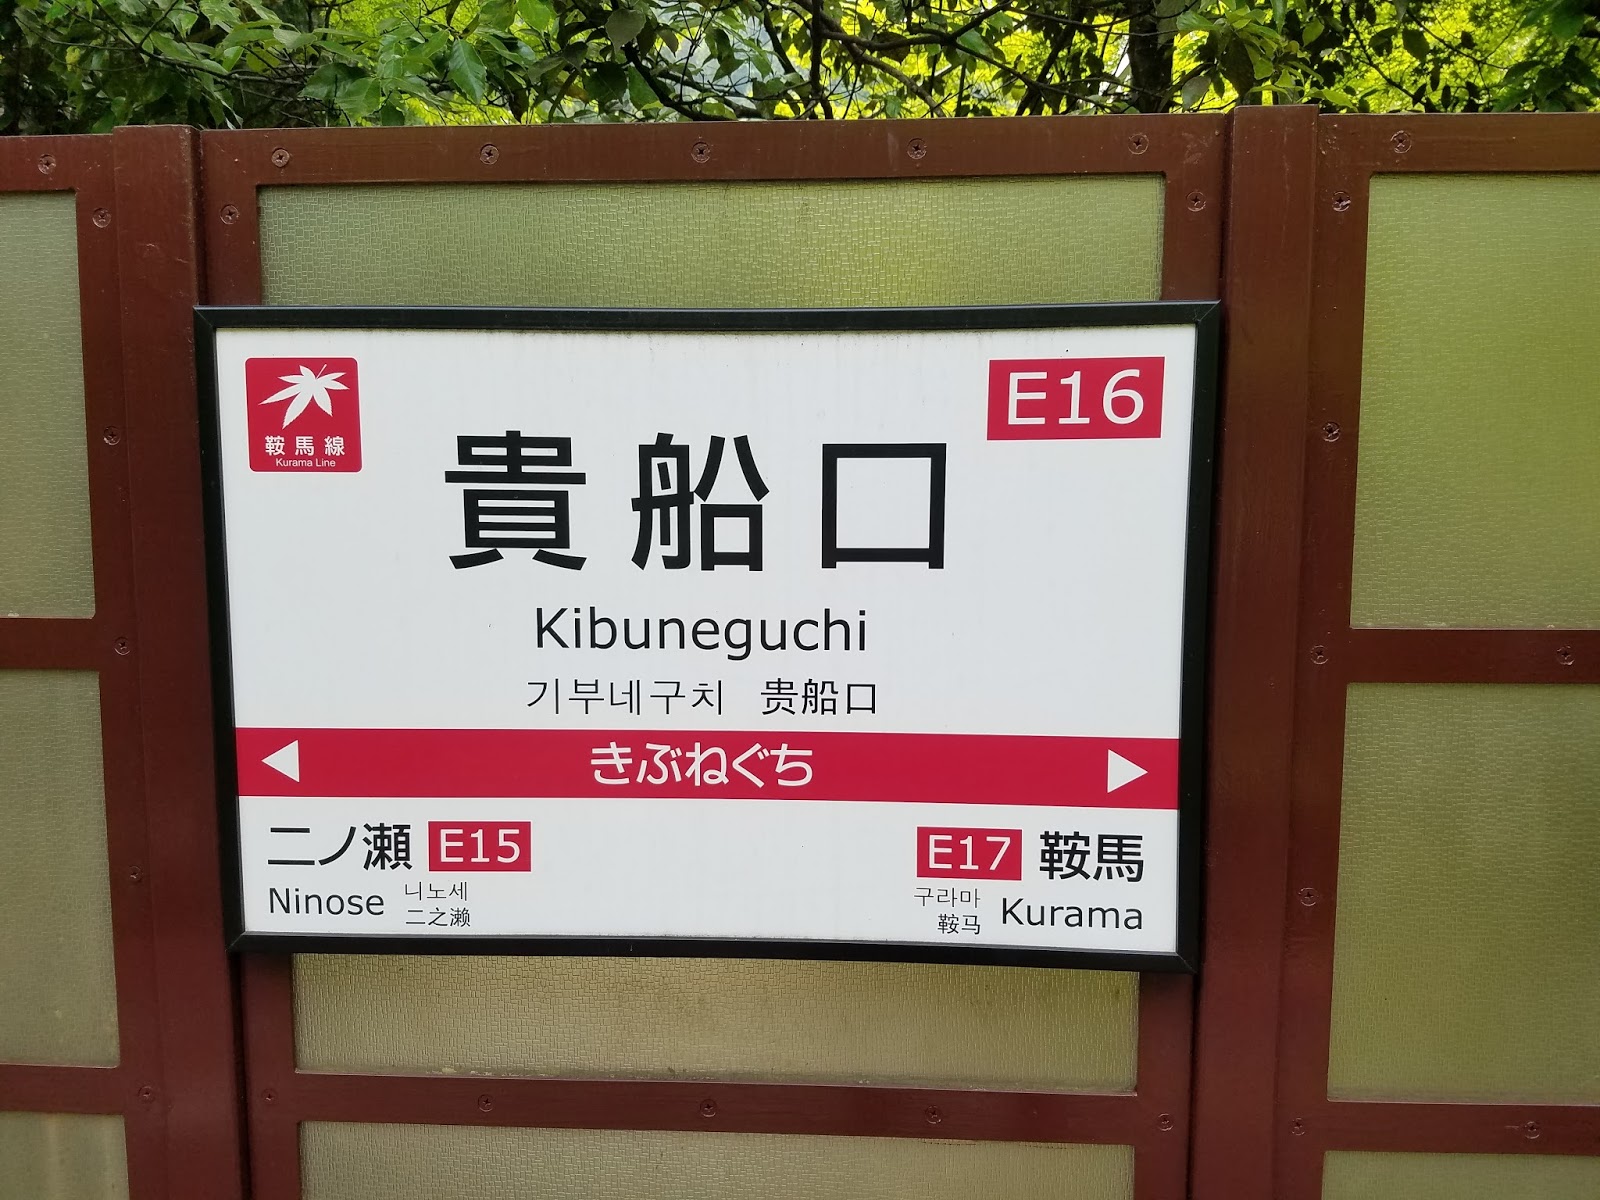 鞍馬線
Kurama Line
E16
貴船口
Kibuneguchi
기부네구치 贵船口
きぶねぐち
二ノ瀬 E15
Ninose 니노세
二之濑
E17 鞍馬
구라마 Kurama
鞍马